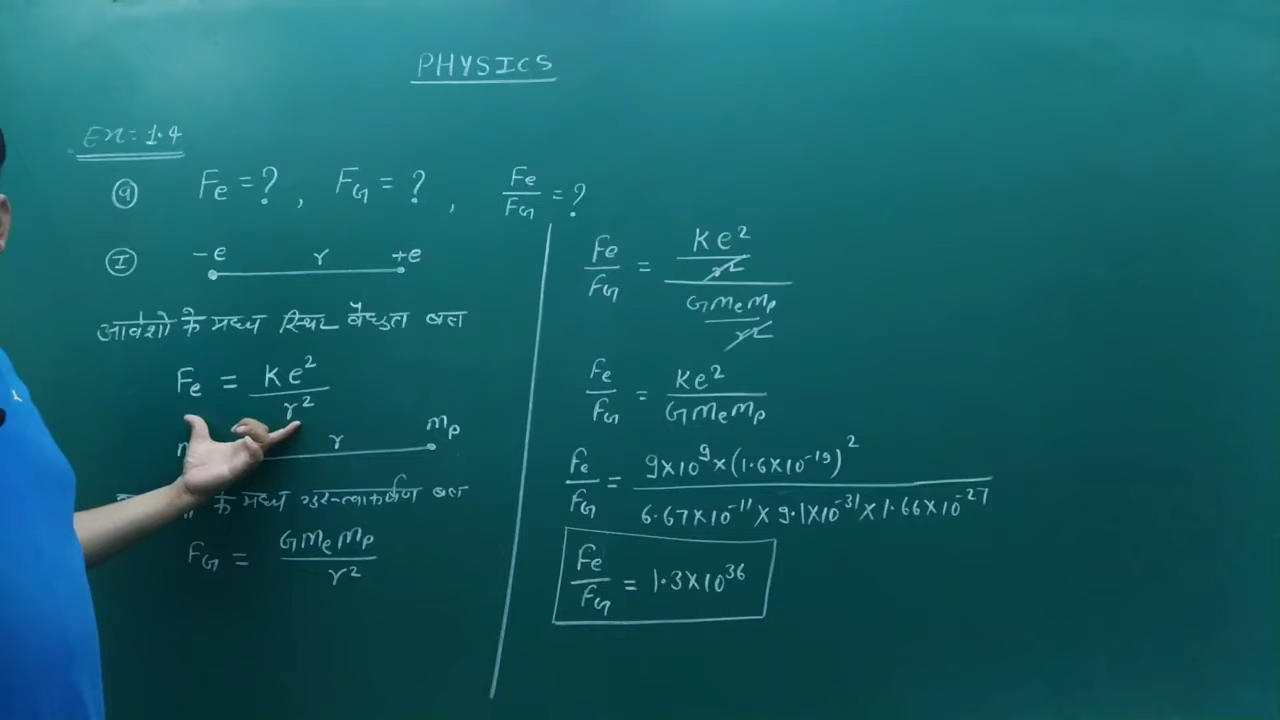 PHYSICS
Ex=1.4
(a) Fe = ? , FG = ? , Fe/FG = ?
(I) -e r +e
आवेशो के मध्य स्थिर वैधुत बल
Fe = Ke²/r²
r mp
के मध्य गुरुत्वाकर्षण बल
FG = GMeMp/r²
Fe/FG = (Ke²/r²)/(GMeMp/r²)
Fe/FG = Ke²/GMeMp
Fe/FG = 9×10⁹×(1.6×10⁻¹⁹)²/6.67×10⁻¹¹×9.1×10⁻³¹×1.66×10⁻²⁷
Fe/FG = 1.3×10³⁶